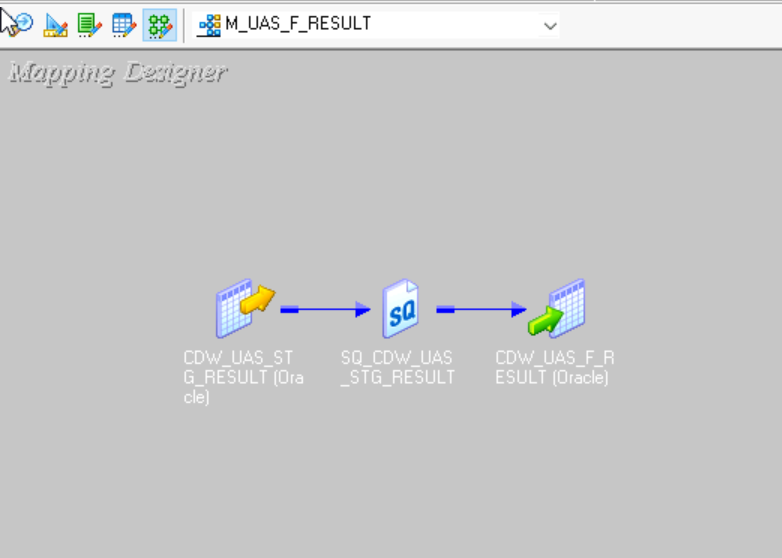 M_UAS_F_RESULT
Mapping Designer
CDW_UAS_ST
G_RESULT (Ora
cle)
SQ
SQ_CDW_UAS
_STG_RESULT
CDW_UAS_F_R
ESULT (Oracle)